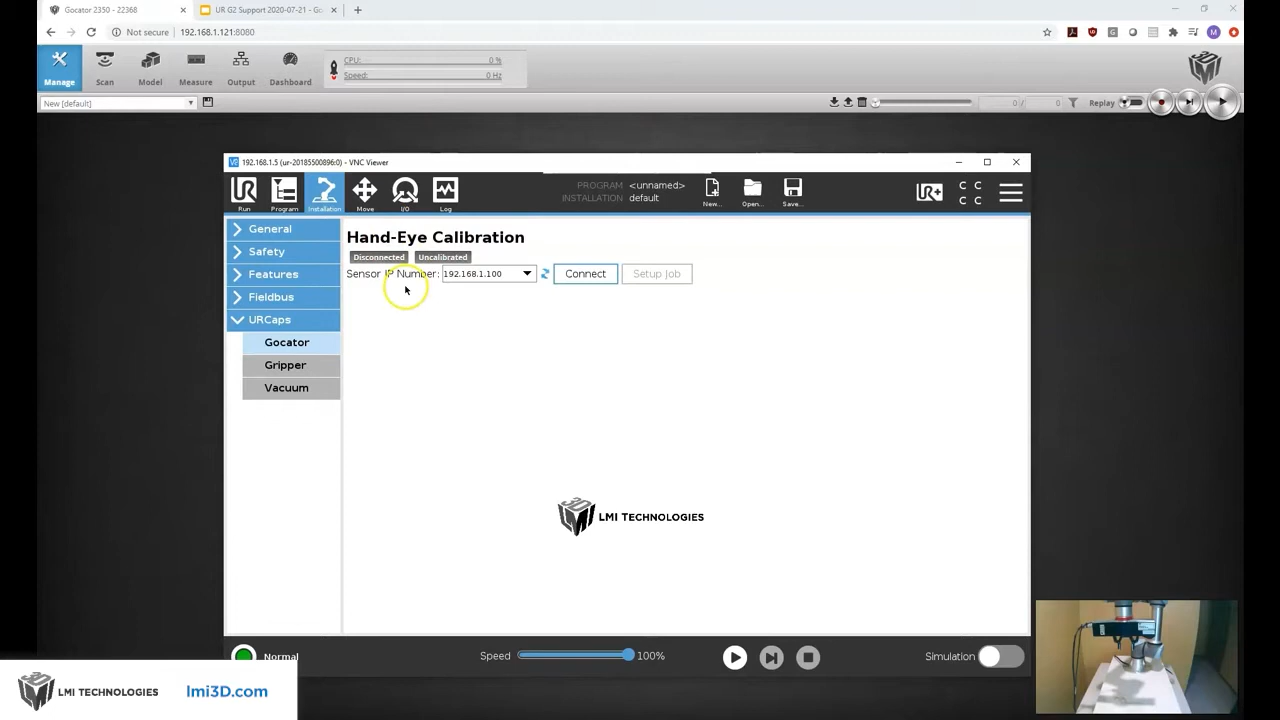 Gocator 2350 - 22368
UR G2 Support 2020-07-21 - Go
Not secure 192.168.1.121:8080
Manage Scan Model Measure Output Dashboard
CPU: 0 %
Speed: 0 Hz
New [default]
0 / 0
Replay
192.168.1.5 (ur-20185500896:0) - VNC Viewer
Run Program Installation Move I/O Log
PROGRAM <unnamed>
INSTALLATION default
New... Open... Save...
UR+
C C
C C
General
Safety
Features
Fieldbus
URCaps
Gocator
Gripper
Vacuum
Hand-Eye Calibration
Disconnected Uncalibrated
Sensor IP Number: 192.168.1.100 Connect Setup Job
LMI TECHNOLOGIES
Normal
Speed 100%
Simulation
LMI TECHNOLOGIES lmi3D.com